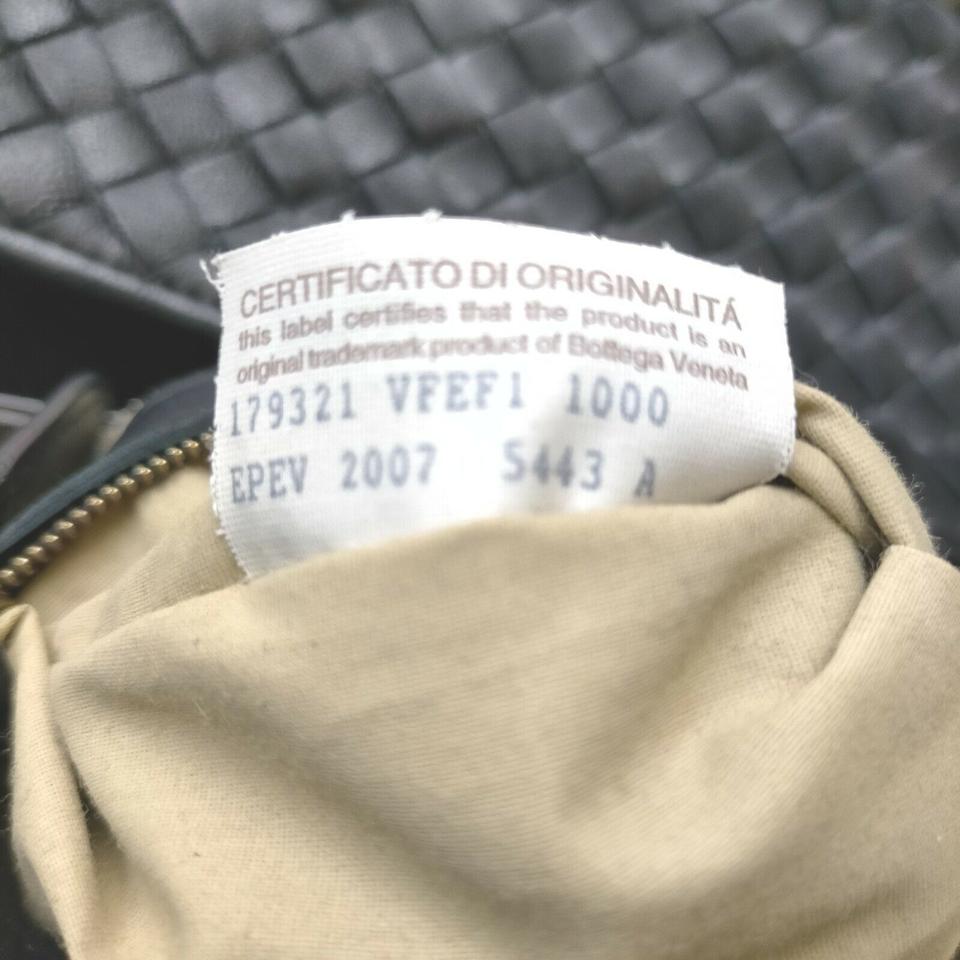 CERTIFICATO DI ORIGINALITÁ
this label certifies that the product is an
original trademark product of Bottega Veneta
179321 VFEF1 1000
EPEV 2007 5443 A